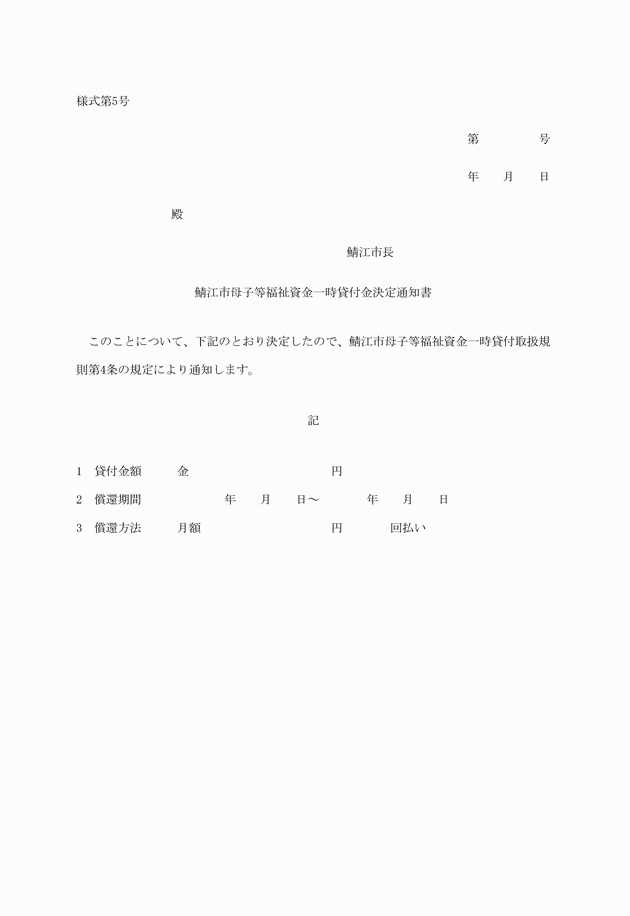 様式第5号
第　　　　　号
年　　月　　日
殿
鯖江市長
鯖江市母子等福祉資金一時貸付金決定通知書
このことについて、下記のとおり決定したので、鯖江市母子等福祉資金一時貸付取扱規
則第4条の規定により通知します。
記
1　貸付金額　　　金　　　　　　　　　　　　円
2　償還期間　　　　　　　年　　月　　日～　　　　年　　月　　日
3　償還方法　　　月額　　　　　　　　　　　円　　　　回払い